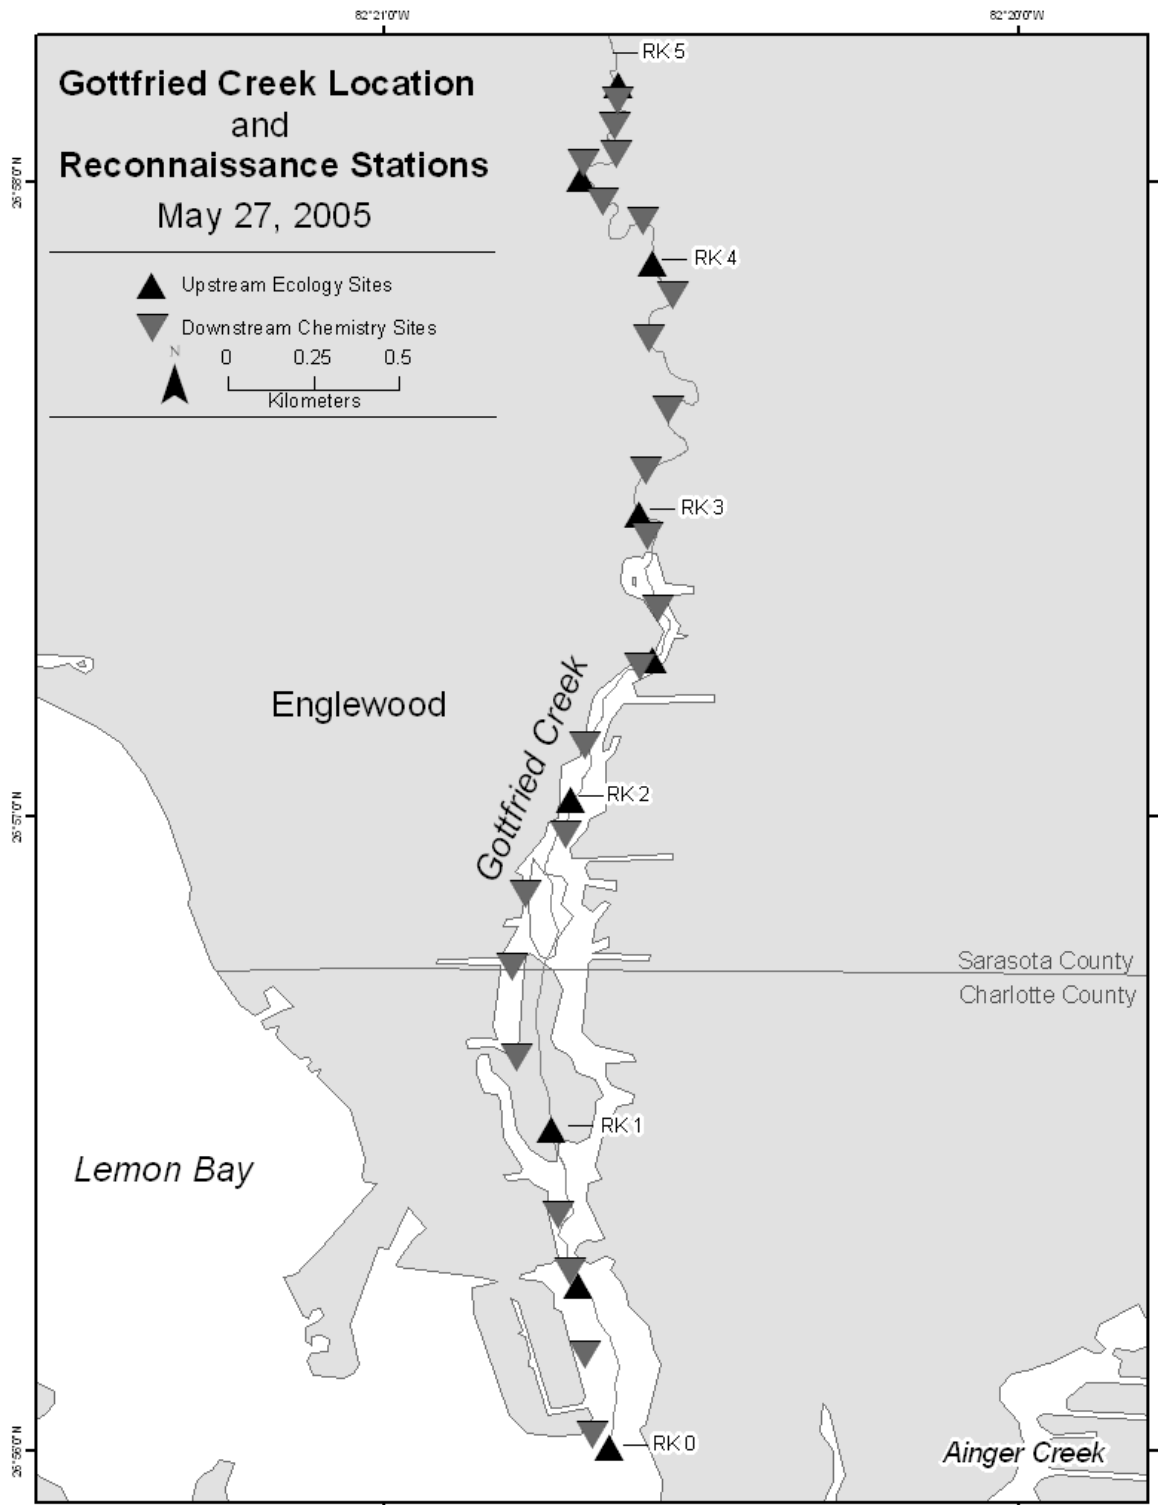 82°21'0"W
82°20'0"W
RK 5
Gottfried Creek Location
and
Reconnaissance Stations
May 27, 2005
26°58'0"N
Upstream Ecology Sites
RK 4
Downstream Chemistry Sites
N
0 0.25 0.5
Kilometers
RK 3
Englewood
Gottfried Creek
RK 2
26°57'0"N
Sarasota County
Charlotte County
RK 1
Lemon Bay
RK 0
Ainger Creek
26°56'0"N